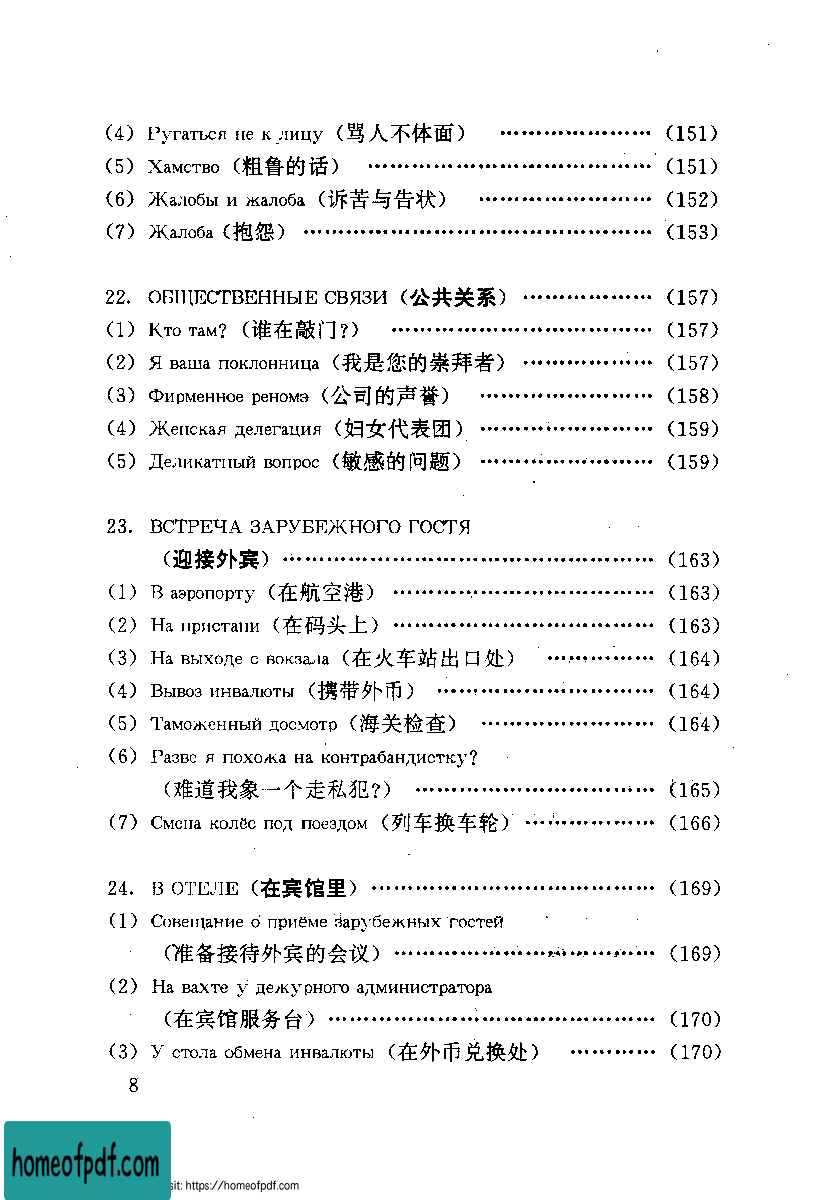 (4) Ругаться не к лицу (骂人不体面) ………………… (151)
(5) Хамство (粗鲁的话) ………………………………… (151)
(6) Жалобы и жалоба (诉苦与告状) …………………… (152)
(7) Жалоба (抱怨) ………………………………………… (153)
22. ОБЩЕСТВЕННЫЕ СВЯЗИ (公共关系) ……………… (157)
(1) Кто там? (谁在敲门?) ……………………………… (157)
(2) Я ваша поклонница (我是您的崇拜者) ……………… (157)
(3) Фирменное реномэ (公司的声誉) …………………… (158)
(4) Женская делегация (妇女代表团) …………………… (159)
(5) Деликатный вопрос (敏感的问题) …………………… (159)
23. ВСТРЕЧА ЗАРУБЕЖНОГО ГОСТЯ
(迎接外宾) …………………………………………… (163)
(1) В аэропорту (在航空港) ……………………………… (163)
(2) На пристани (在码头上) ……………………………… (163)
(3) На выходе с вокзала (在火车站出口处) …………… (164)
(4) Вывоз инвалюты (携带外币) ………………………… (164)
(5) Таможенный досмотр (海关检查) …………………… (164)
(6) Разве я похожа на контрабандистку?
(难道我象一个走私犯?) …………………………… (165)
(7) Смена колёс под поездом (列车换车轮) …………… (166)
24. В ОТЕЛЕ (在宾馆里) ………………………………… (169)
(1) Совещание о приёме зарубежных гостей
(准备接待外宾的会议) ……………………………… (169)
(2) На вахте у дежурного администратора
(在宾馆服务台) ……………………………………… (170)
(3) У стола обмена инвалюты (在外币兑换处) ………… (170)
8
homeofpdf.com
sit: https://homeofpdf.com